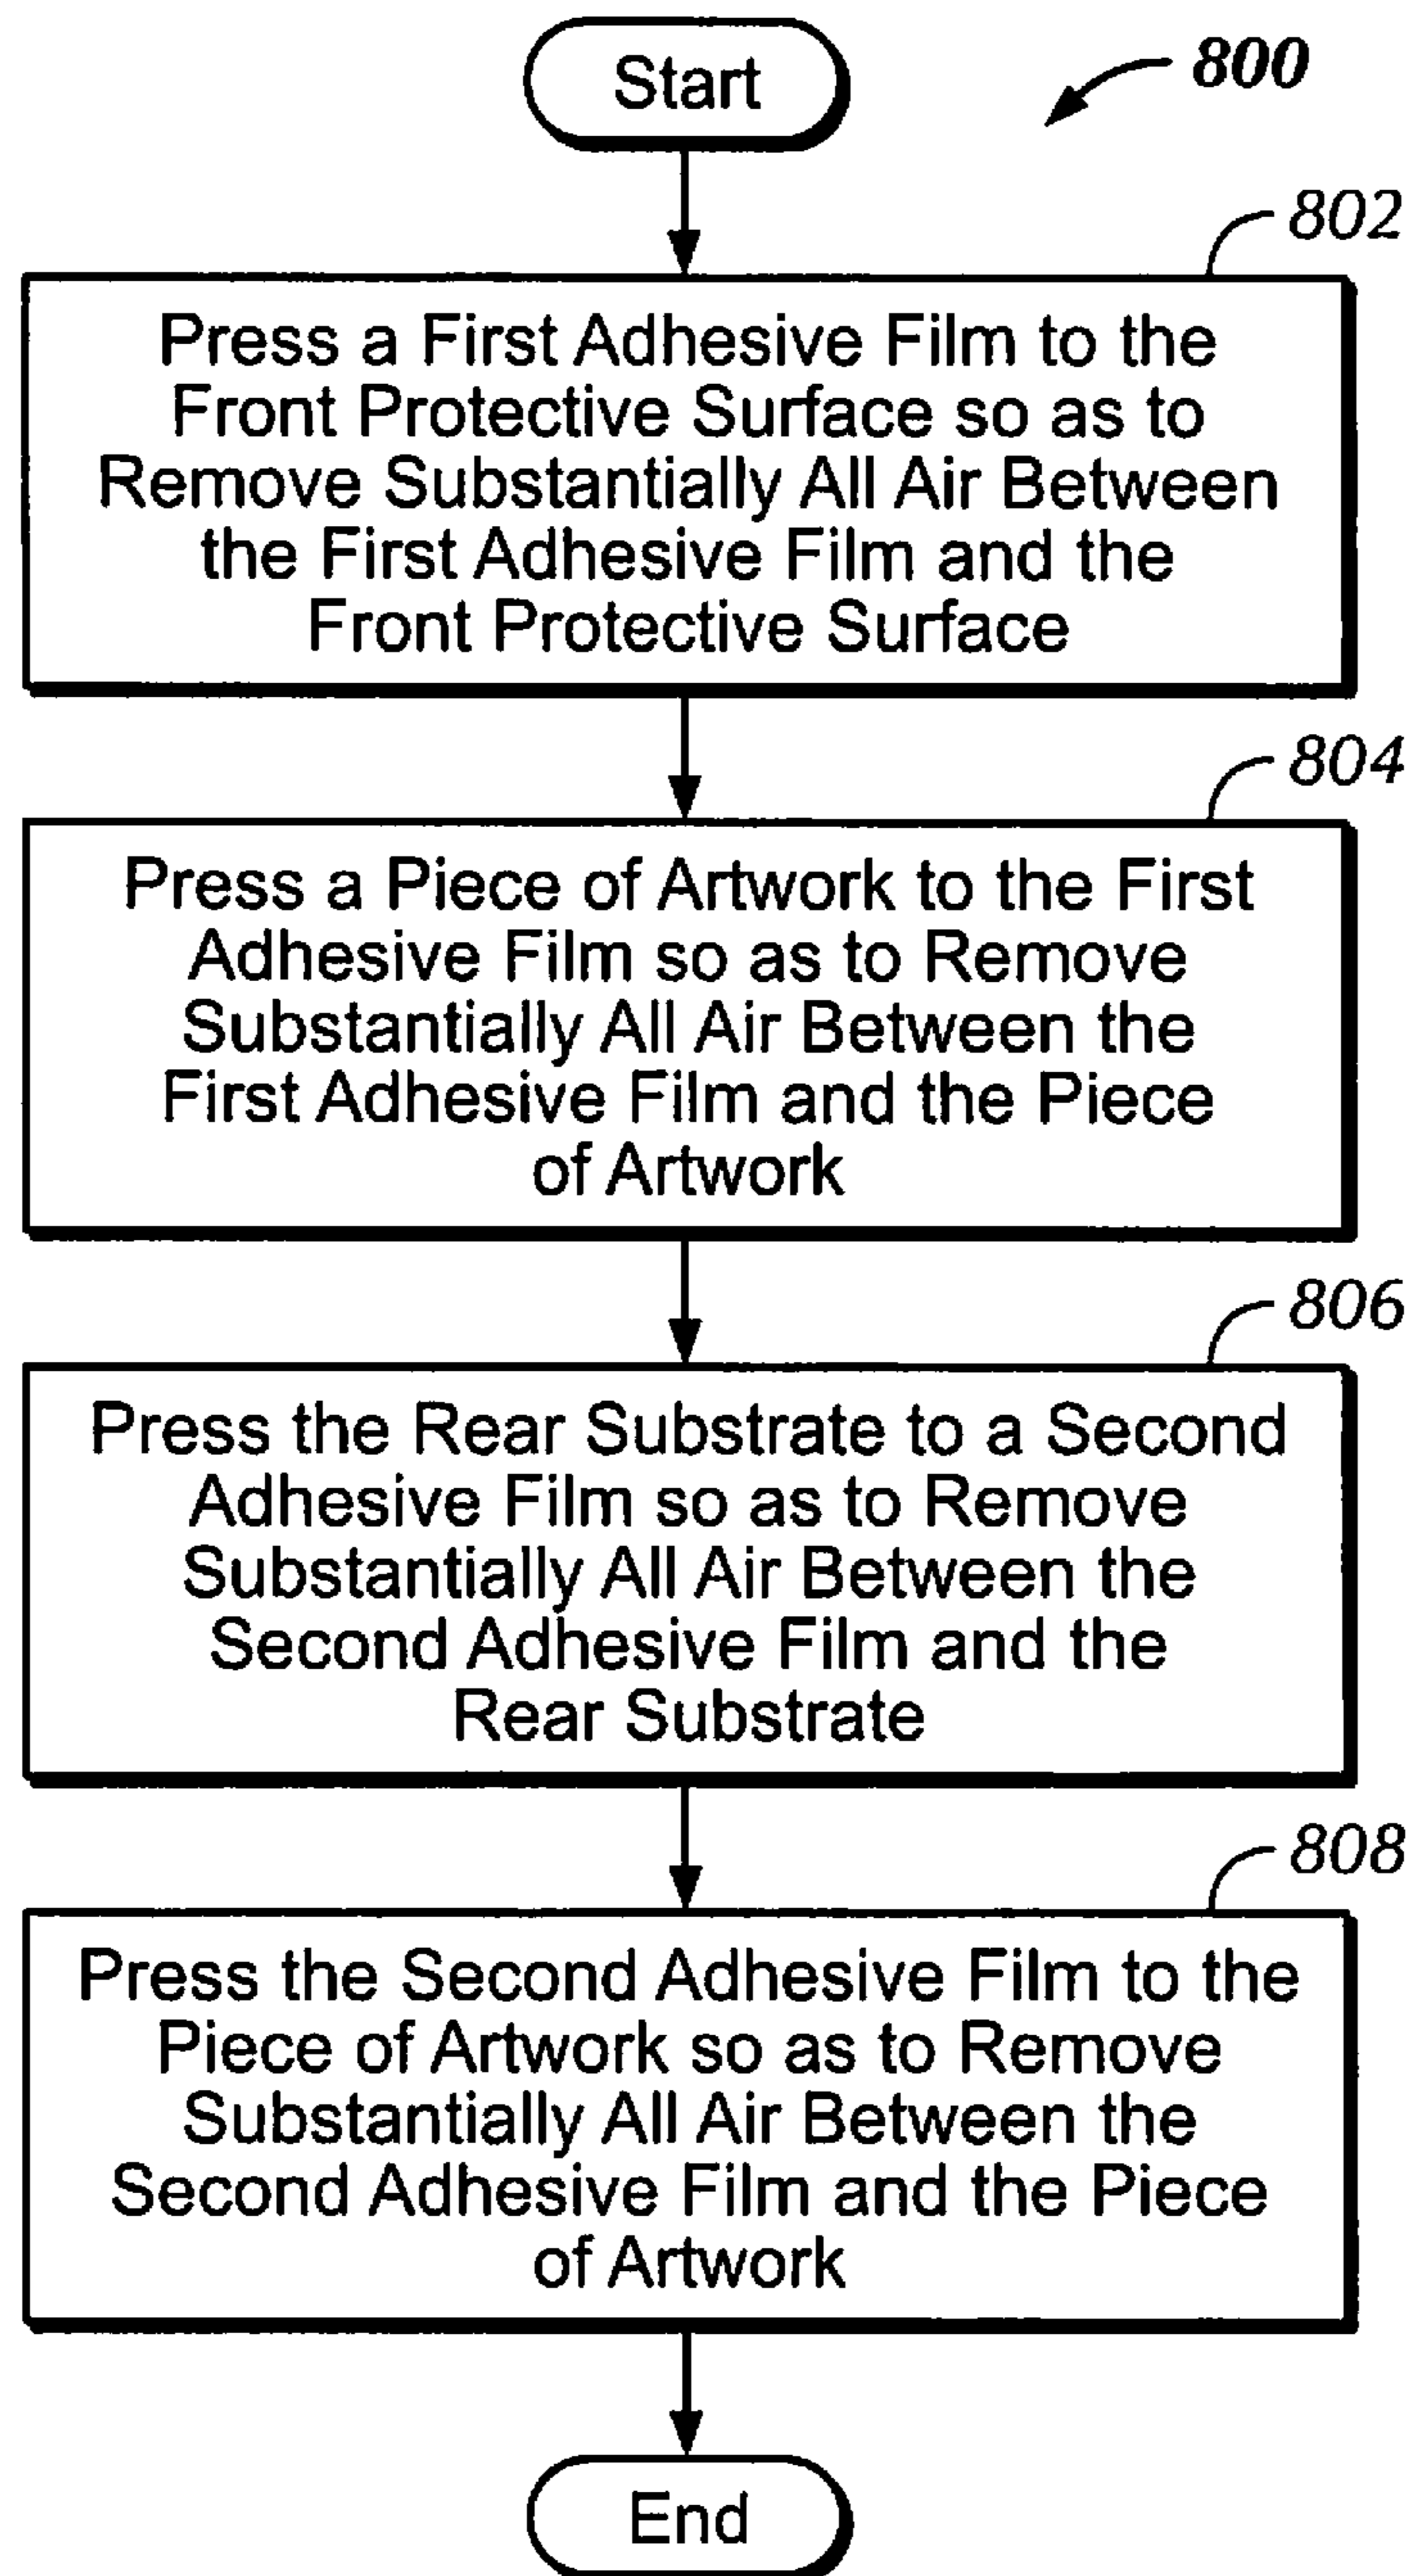 Start
800
802
Press a First Adhesive Film to the
Front Protective Surface so as to
Remove Substantially All Air Between
the First Adhesive Film and the
Front Protective Surface
804
Press a Piece of Artwork to the First
Adhesive Film so as to Remove
Substantially All Air Between the
First Adhesive Film and the Piece
of Artwork
806
Press the Rear Substrate to a Second
Adhesive Film so as to Remove
Substantially All Air Between the
Second Adhesive Film and the
Rear Substrate
808
Press the Second Adhesive Film to the
Piece of Artwork so as to Remove
Substantially All Air Between the
Second Adhesive Film and the Piece
of Artwork
End